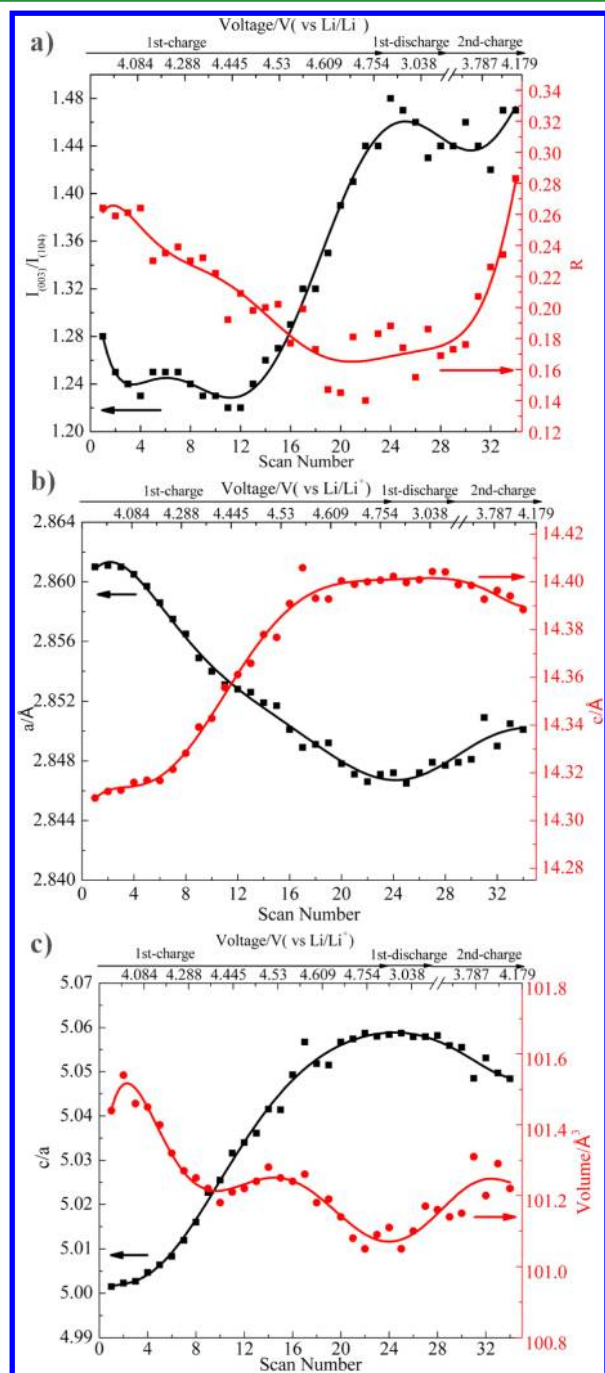 a)
Voltage/V( vs Li/Li )
1st-charge 1st-discharge 2nd-charge
4.084 4.288 4.445 4.53 4.609 4.754 3.038 3.787 4.179
I(003)/I(104)
1.48
1.44
1.40
1.36
1.32
1.28
1.24
1.20
0.34
0.32
0.30
0.28
0.26
0.24
0.22
0.20
0.18
0.16
0.14
0.12
R
0 4 8 12 16 20 24 28 32
Scan Number
b)
Voltage/V( vs Li/Li+)
1st-charge 1st-discharge 2nd-charge
4.084 4.288 4.445 4.53 4.609 4.754 3.038 3.787 4.179
a/Å
2.864
2.860
2.856
2.852
2.848
2.844
2.840
14.42
14.40
14.38
14.36
14.34
14.32
14.30
14.28
c/Å
0 4 8 12 16 20 24 28 32
Scan Number
c)
Voltage/V( vs Li/Li+)
1st-charge 1st-discharge 2nd-charge
4.084 4.288 4.445 4.53 4.609 4.754 3.038 3.787 4.179
c/a
5.07
5.06
5.05
5.04
5.03
5.02
5.01
5.00
4.99
101.8
101.6
101.4
101.2
101.0
100.8
Volume/Å3
0 4 8 12 16 20 24 28 32
Scan Number